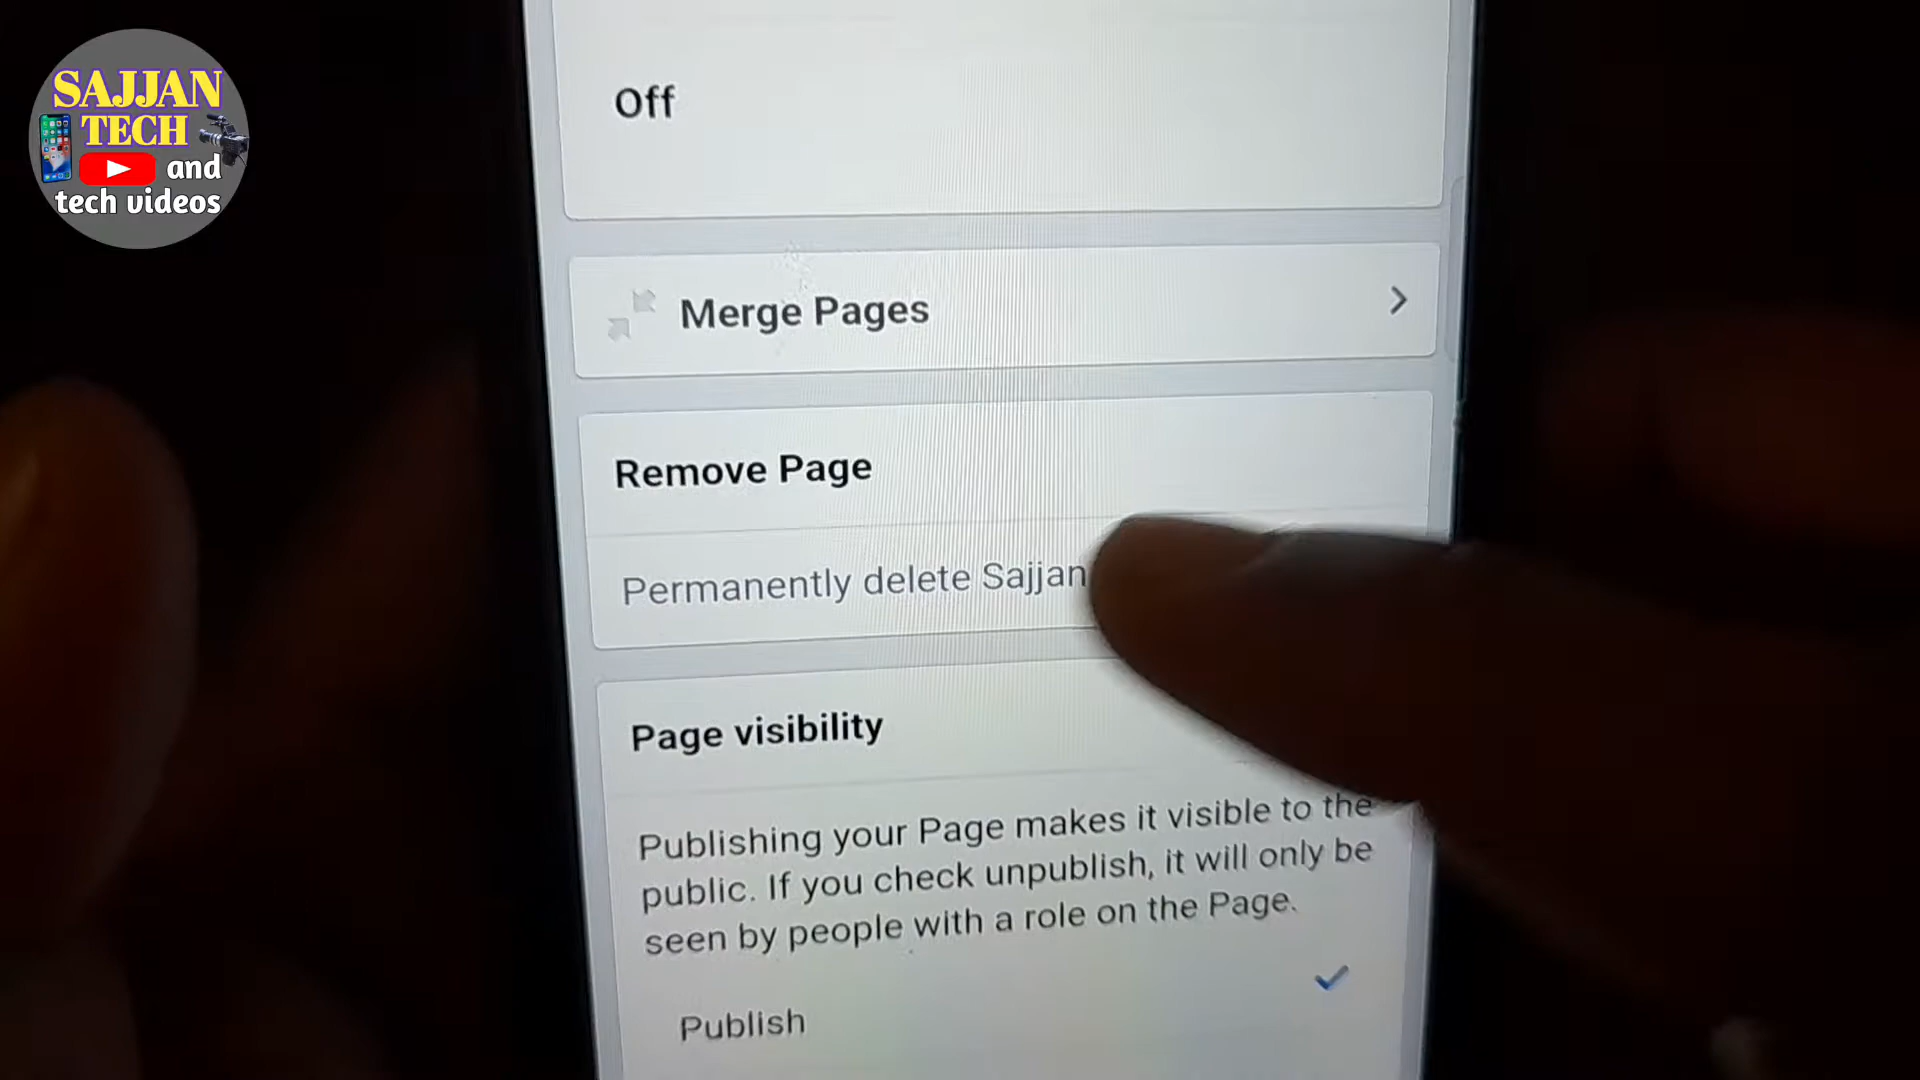 SAJJAN
TECH
and
tech videos
Off
Merge Pages
Remove Page
Permanently delete Sajjan
Page visibility
Publishing your Page makes it visible to the
public. If you check unpublish, it will only be
seen by people with a role on the Page.
Publish